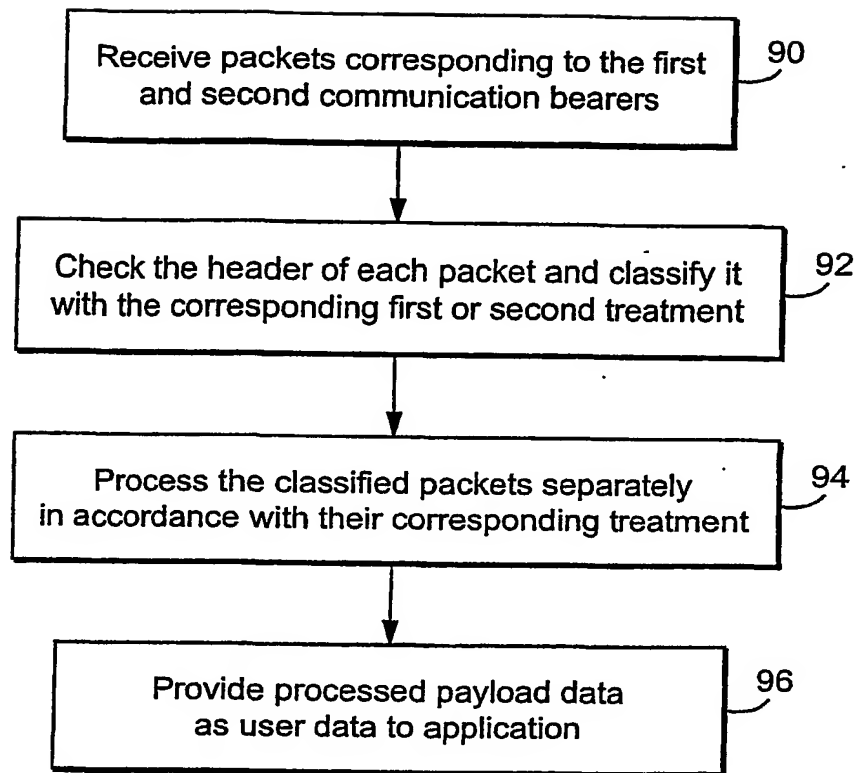 Receive packets corresponding to the first
and second communication bearers
90
Check the header of each packet and classify it
with the corresponding first or second treatment
92
Process the classified packets separately
in accordance with their corresponding treatment
94
Provide processed payload data
as user data to application
96